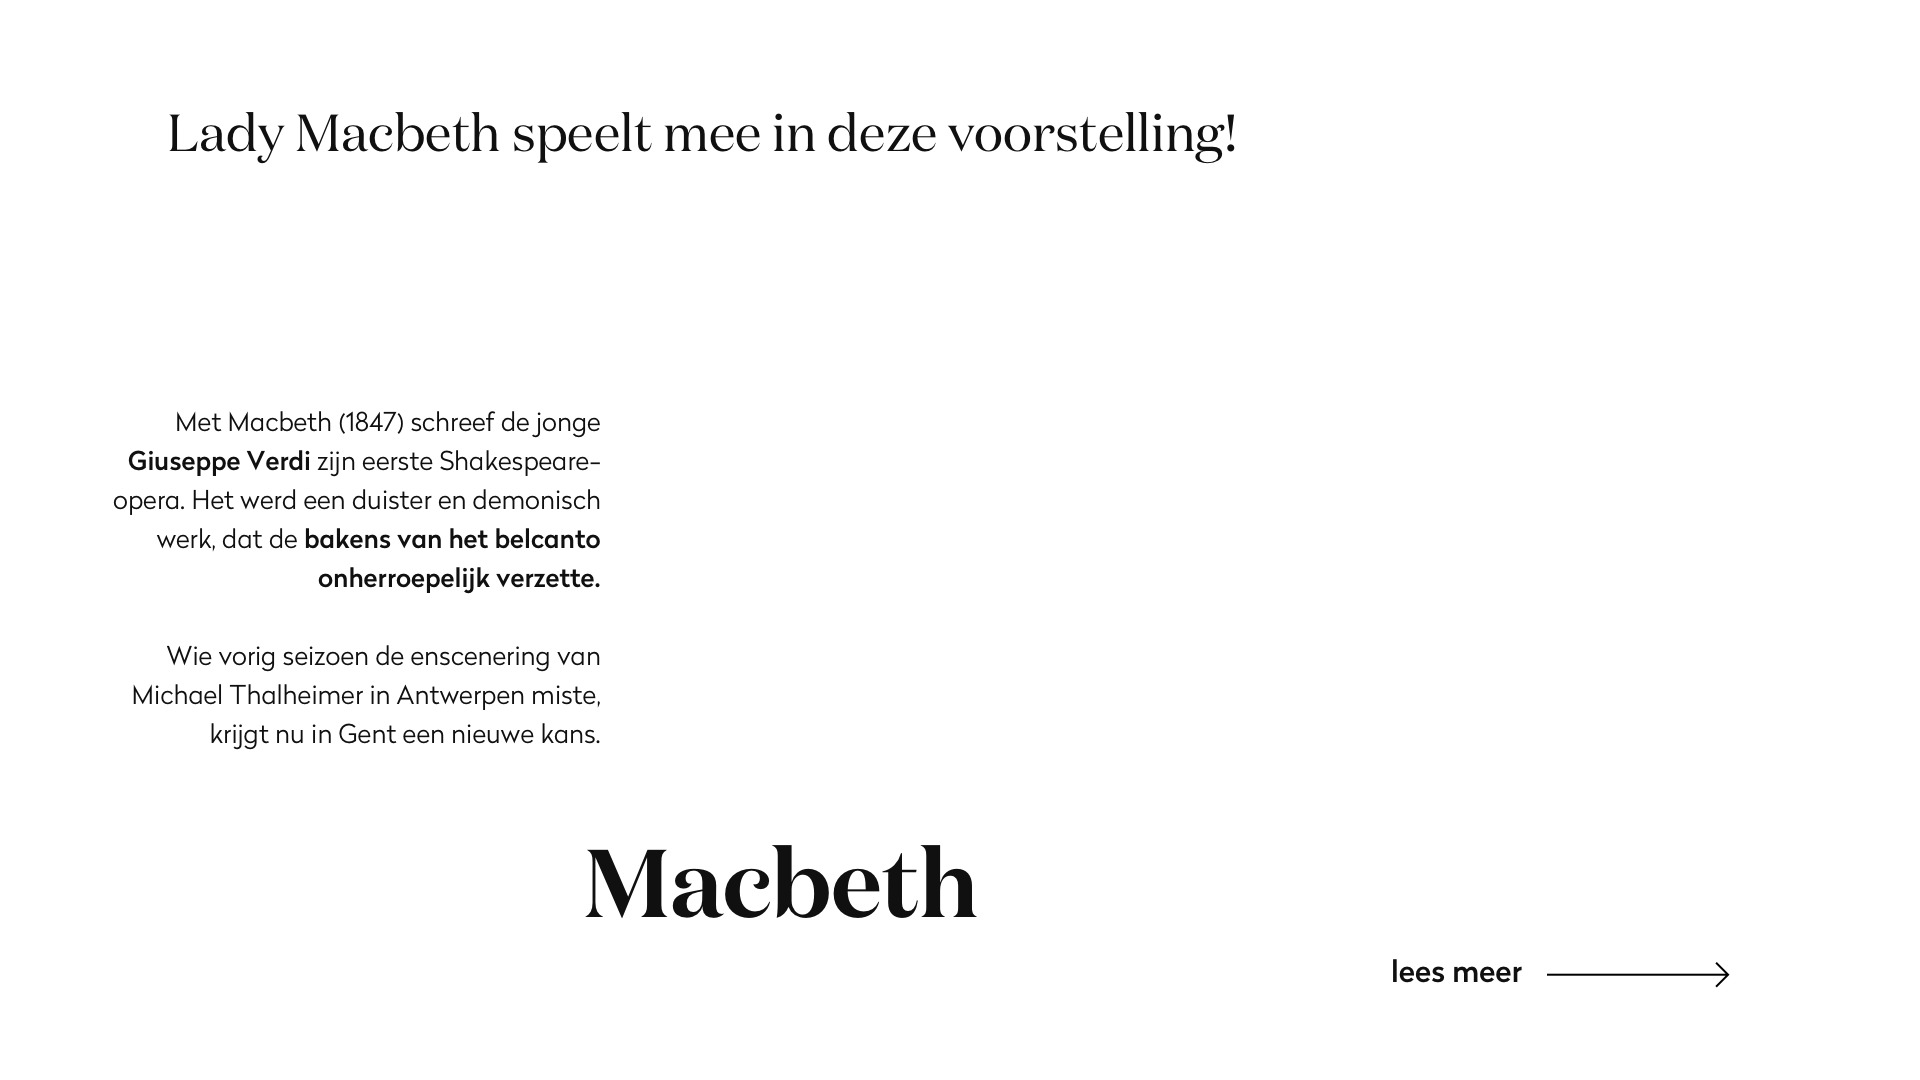 Lady Macbeth speelt mee in deze voorstelling!
Met Macbeth (1847) schreef de jonge
Giuseppe Verdi zijn eerste Shakespeare-
opera. Het werd een duister en demonisch
werk, dat de bakens van het belcanto
onherroepelijk verzette.
Wie vorig seizoen de enscenering van
Michael Thalheimer in Antwerpen miste,
krijgt nu in Gent een nieuwe kans.
Macbeth
lees meer